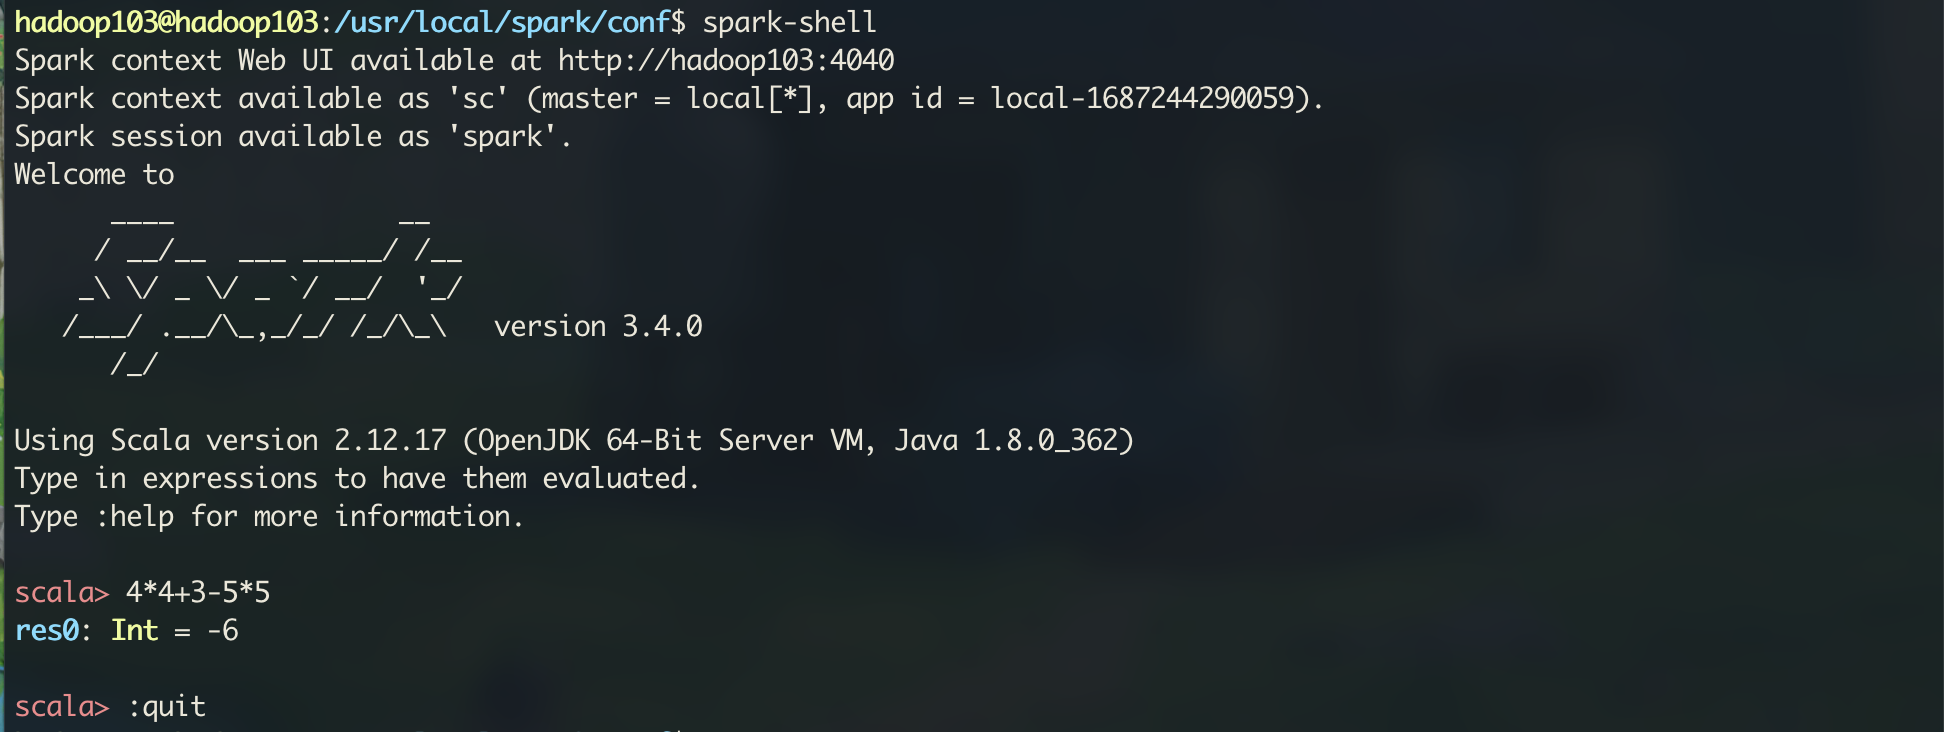 hadoop103@hadoop103:/usr/local/spark/conf$ spark-shell
Spark context Web UI available at http://hadoop103:4040
Spark context available as 'sc' (master = local[*], app id = local-1687244290059).
Spark session available as 'spark'.
Welcome to
      ____              __
     / __/__  ___ _____/ /__
    _\ \/ _ \/ _ `/ __/  '_/
   /___/ .__/\_,_/_/ /_/\_\   version 3.4.0
      /_/
Using Scala version 2.12.17 (OpenJDK 64-Bit Server VM, Java 1.8.0_362)
Type in expressions to have them evaluated.
Type :help for more information.
scala> 4*4+3-5*5
res0: Int = -6
scala> :quit